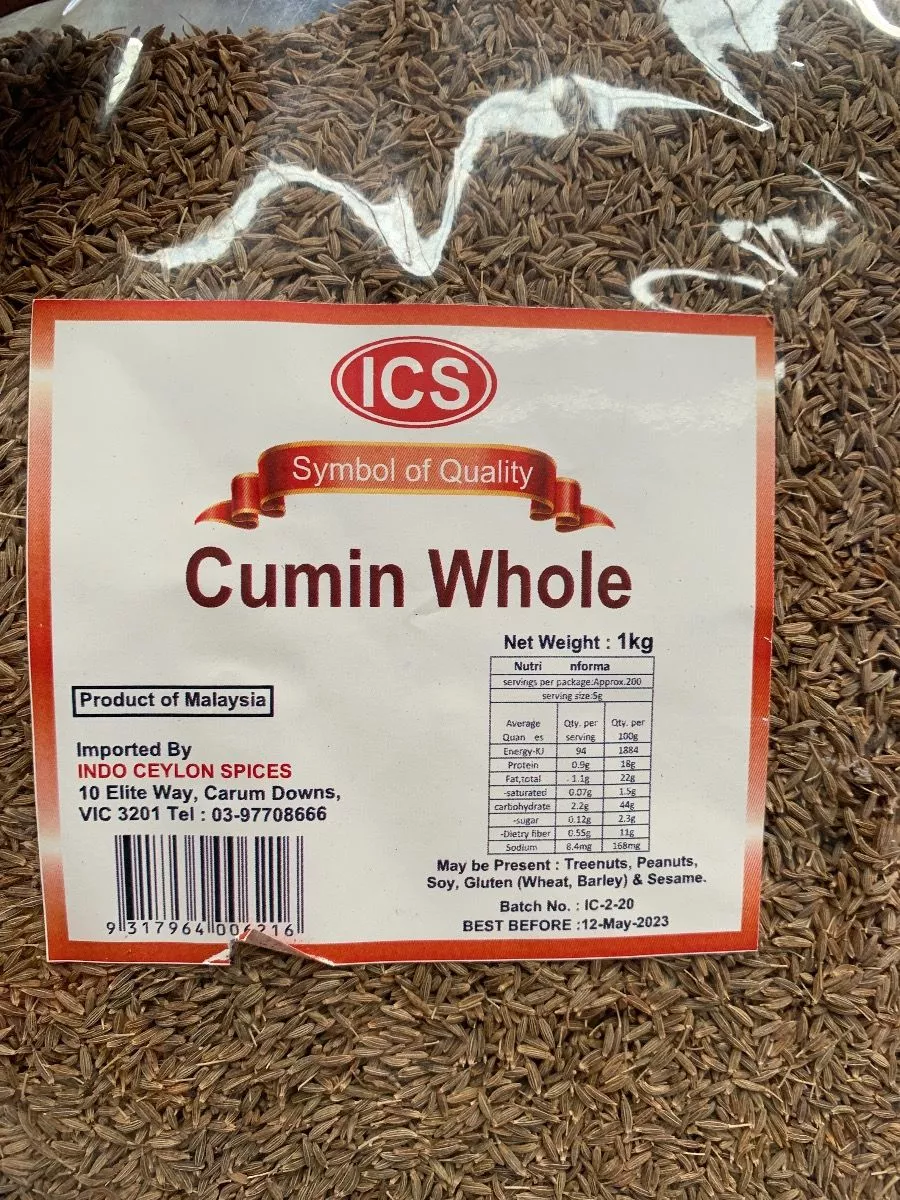 ICS
Symbol of Quality
Cumin Whole
Net Weight : 1kg
Nutri nforma
servings per package:Approx.200
serving size:5g
Average Quan es Qty. per serving Qty. per 100g
Energy-KJ 94 1884
Protein 0.9g 18g
Fat,total 1.1g 22g
-saturated 0.07g 1.5g
carbohydrate 2.2g 44g
-sugar 0.12g 2.3g
-Dietry fiber 0.55g 11g
Sodium 8.4mg 168mg
May be Present : Treenuts, Peanuts,
Soy, Gluten (Wheat, Barley) & Sesame.
Batch No. : IC-2-20
BEST BEFORE :12-May-2023
Product of Malaysia
Imported By
INDO CEYLON SPICES
10 Elite Way, Carum Downs,
VIC 3201 Tel : 03-97708666
9 317964